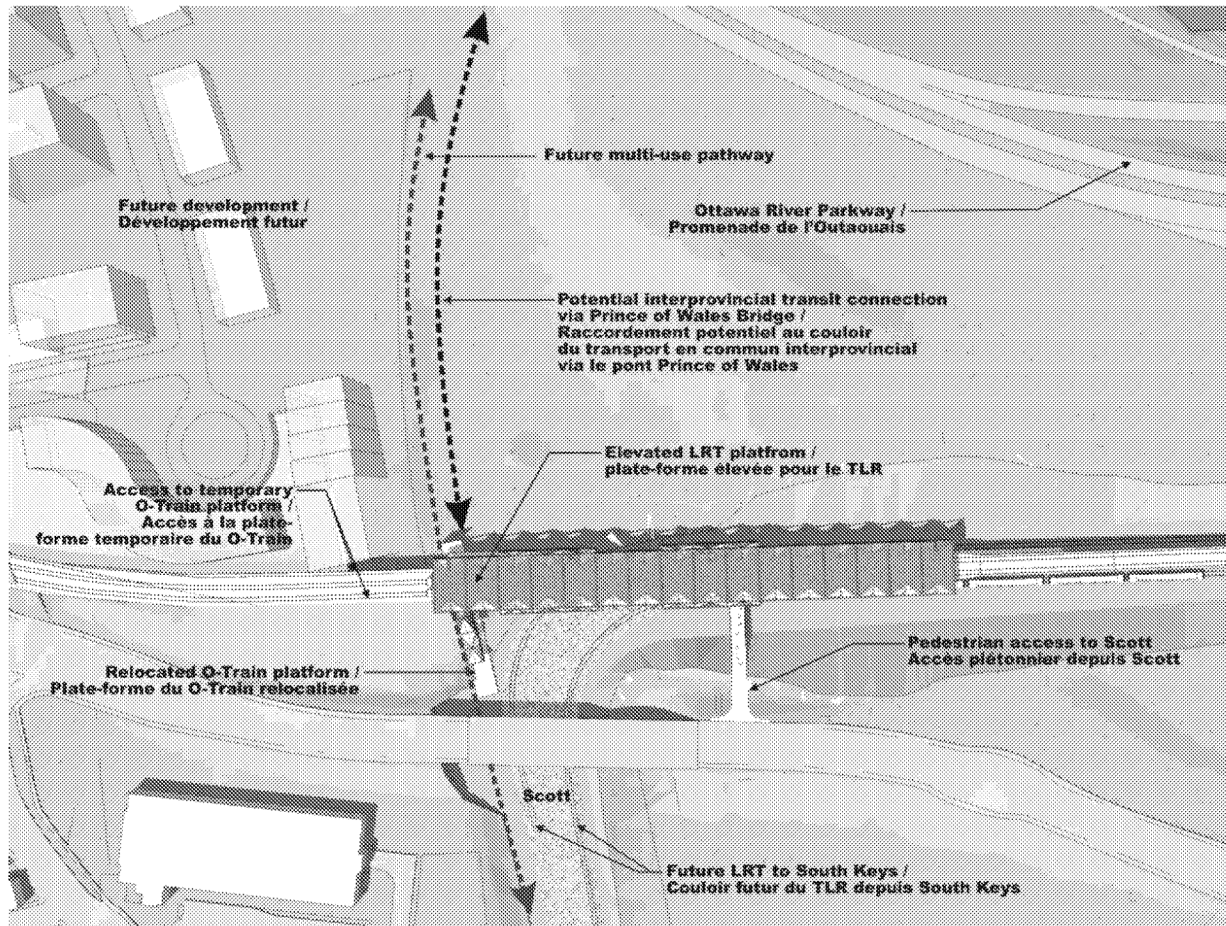 Future multi-use pathway
Future development /
Développement futur
Ottawa River Parkway /
Promenade de l'Outaouais
Potential interprovincial transit connection
via Prince of Wales Bridge /
Raccordement potentiel au couloir
du transport en commun interprovincial
via le pont Prince of Wales
Elevated LRT platfrom /
plate-forme élevée pour le TLR
Access to temporary
O-Train platform /
Accès à la plate-
forme temporaire du O-Train
Pedestrian access to Scott
Accès piétonnier depuis Scott
Relocated O-Train platform /
Plate-forme du O-Train relocalisée
Scott
Future LRT to South Keys /
Couloir futur du TLR depuis South Keys